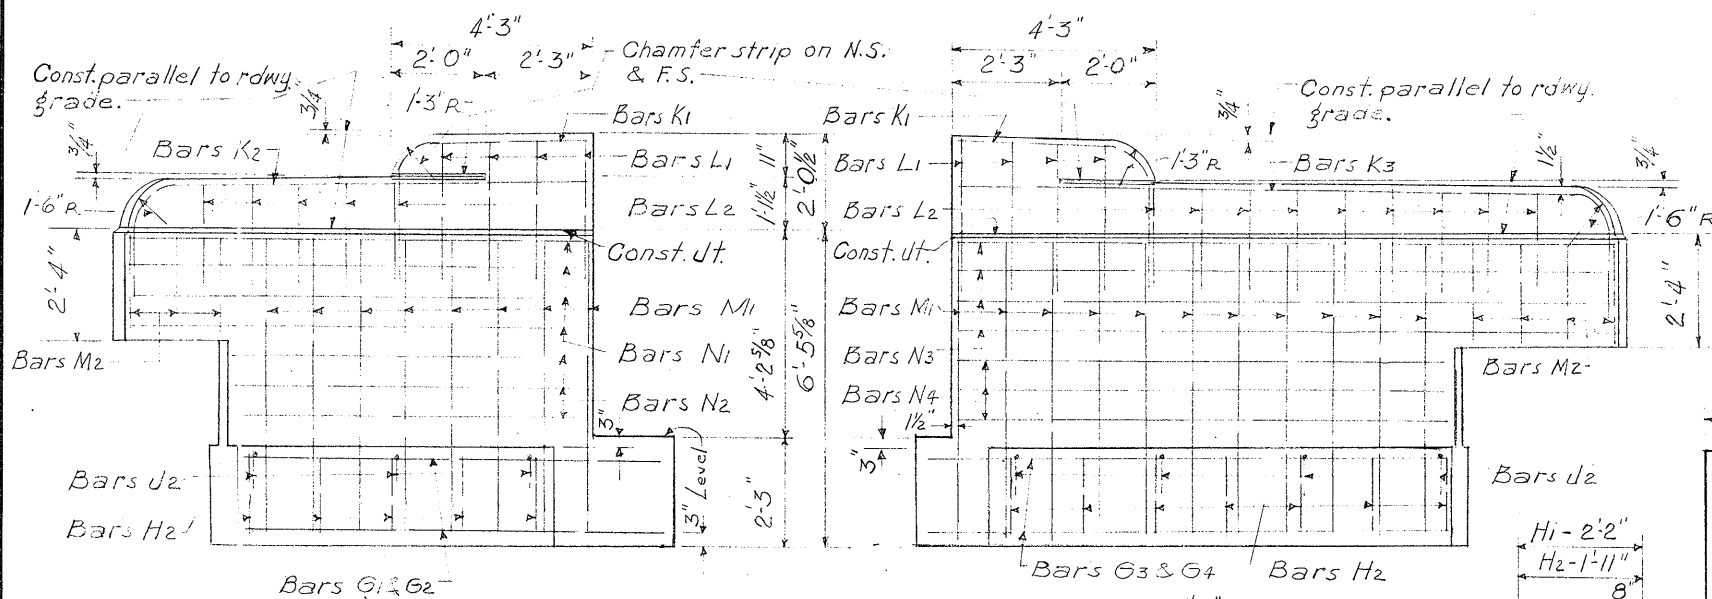 4'-3"
2'-0" 2'-3"
Chamfer strip on N.S.
& F.S.
Const. parallel to rdwy.
grade.
3/4
1'-3"R
Bars K1
3/4"
Bars K2
Bars L1
11"
2'-0 1/2"
1'-6"R
Bars L2
1'-1 1/2"
Const. Jt.
2'-4"
Bars M1
Bars M2
Bars N1
4'-2 5/8"
6'-5 5/8"
Bars N2
3"
Bars J2
3" Level
2'-3"
Bars H2
Bars G1 & G2
4'-3"
2'-3" 2'-0"
Const. parallel to rdwy.
grade.
3/4"
Bars K1
Bars L1
1'-3"R
Bars K3
1 1/2"
3/4"
Bars L2
1'-6"R
Const. Jt.
Bars M1
2'-4"
Bars N3
Bars M2
Bars N4
1 1/2"
3"
Bars J2
H1 - 2'-2"
H2 - 1'-11"
8"
Bars G3 & G4 Bars H2